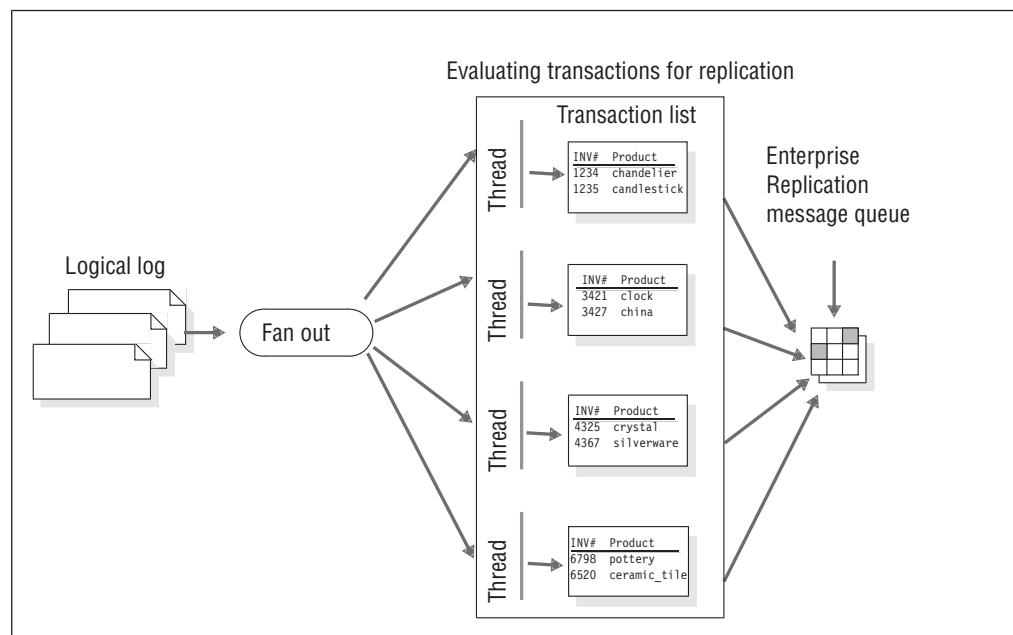 Evaluating transactions for replication
Transaction list
Enterprise
Replication
message queue
Logical log
Fan out
Thread
INV# Product
1234 chandelier
1235 candlestick
Thread
INV# Product
3421 clock
3427 china
Thread
INV# Product
4325 crystal
4367 silverware
Thread
INV# Product
6798 pottery
6520 ceramic_tile